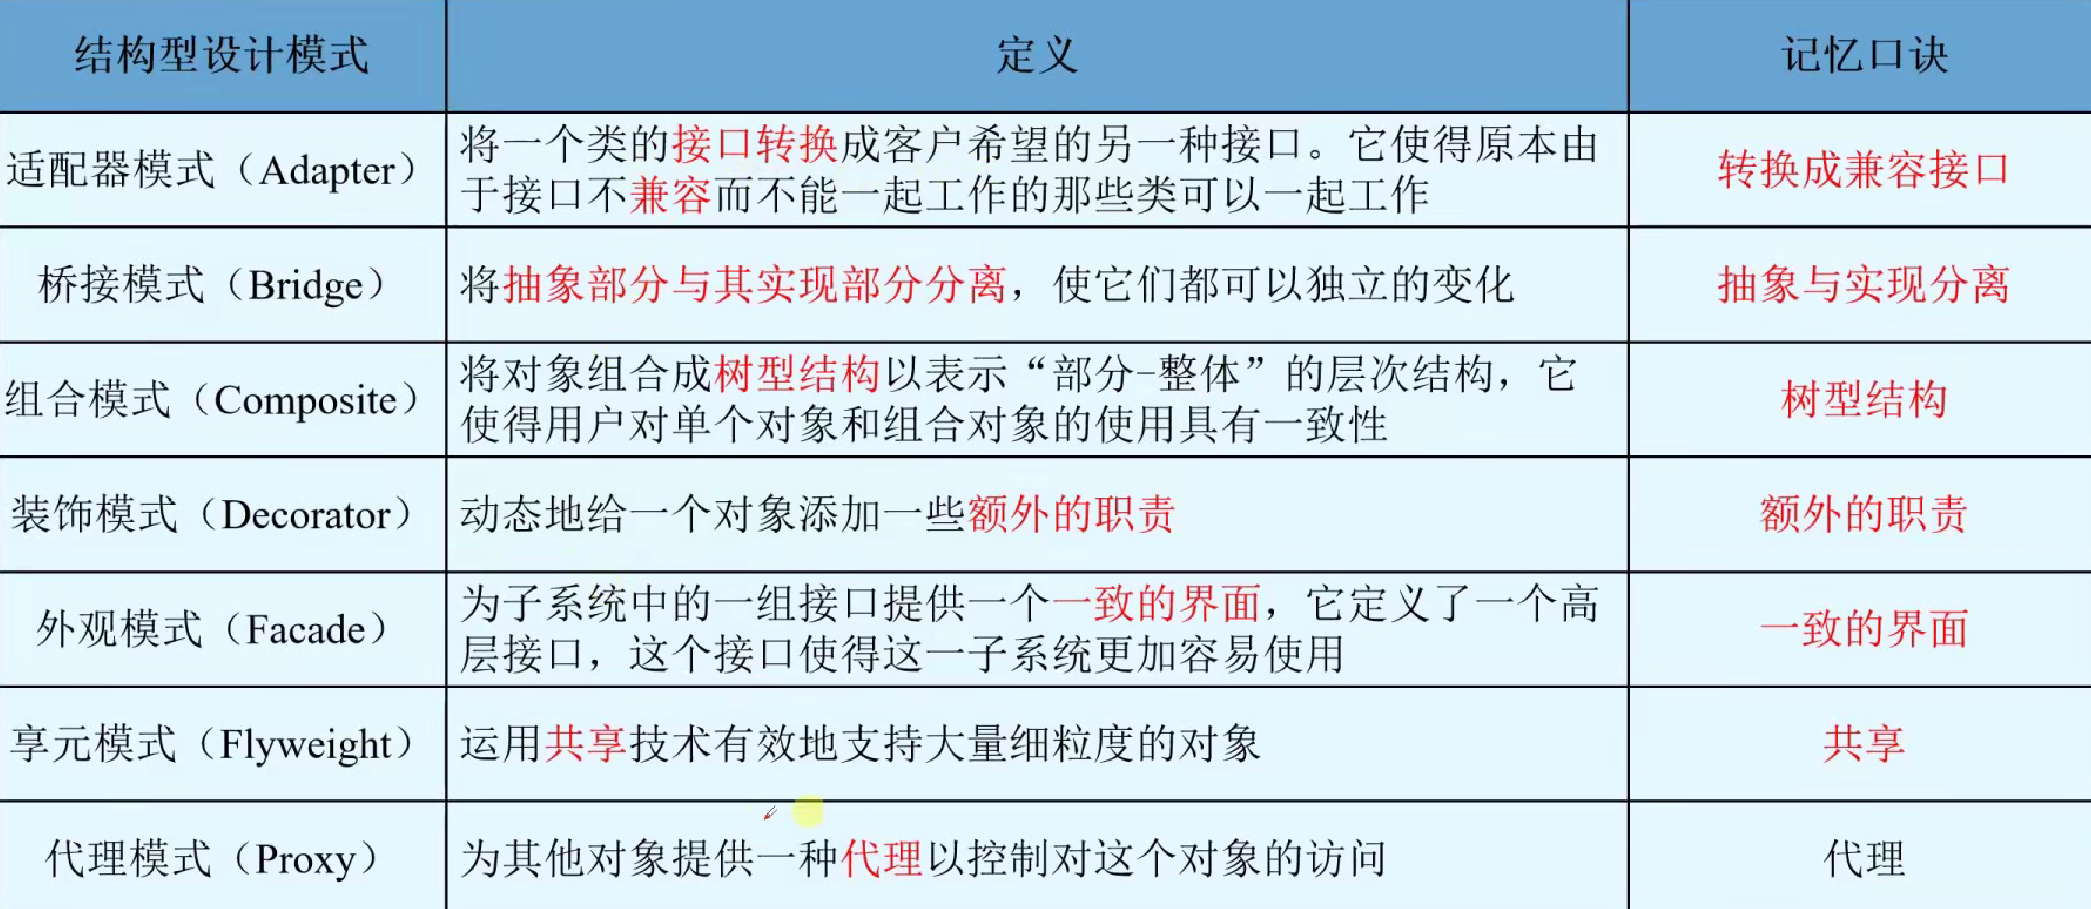 结构型设计模式 定义 记忆口诀
适配器模式（Adapter） 将一个类的接口转换成客户希望的另一种接口。它使得原本由
于接口不兼容而不能一起工作的那些类可以一起工作 转换成兼容接口
桥接模式（Bridge） 将抽象部分与其实现部分分离，使它们都可以独立的变化 抽象与实现分离
组合模式（Composite） 将对象组合成树型结构以表示“部分-整体”的层次结构，它
使得用户对单个对象和组合对象的使用具有一致性 树型结构
装饰模式（Decorator） 动态地给一个对象添加一些额外的职责 额外的职责
外观模式（Facade） 为子系统中的一组接口提供一个一致的界面，它定义了一个高
层接口，这个接口使得这一子系统更加容易使用 一致的界面
享元模式（Flyweight） 运用共享技术有效地支持大量细粒度的对象 共享
代理模式（Proxy） 为其他对象提供一种代理以控制对这个对象的访问 代理